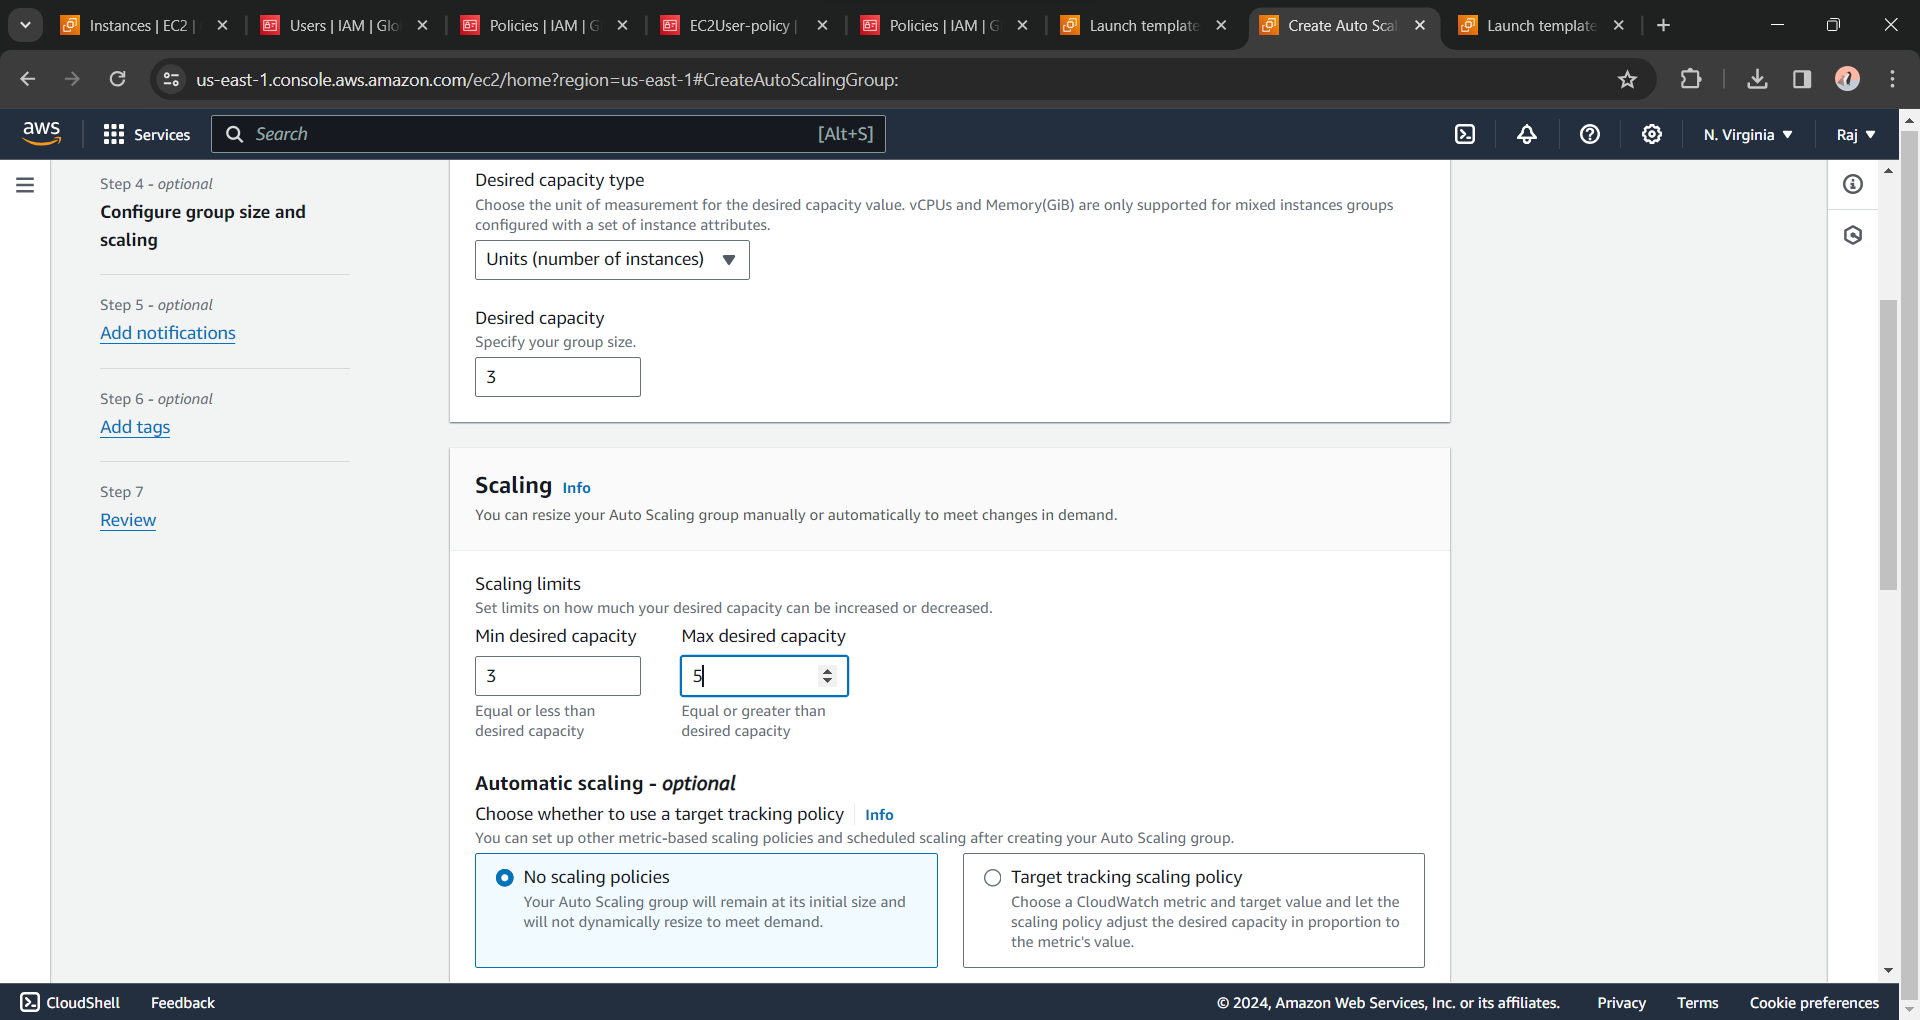 Instances | EC2 |
Users | IAM | Glo
Policies | IAM | G
EC2User-policy |
Policies | IAM | G
Launch template
Create Auto Scal
Launch template
us-east-1.console.aws.amazon.com/ec2/home?region=us-east-1#CreateAutoScalingGroup:
aws
Services
Search
[Alt+S]
N. Virginia
Raj
Step 4 - optional
Configure group size and
scaling
Step 5 - optional
Add notifications
Step 6 - optional
Add tags
Step 7
Review
Desired capacity type
Choose the unit of measurement for the desired capacity value. vCPUs and Memory(GiB) are only supported for mixed instances groups
configured with a set of instance attributes.
Units (number of instances)
Desired capacity
Specify your group size.
3
Scaling Info
You can resize your Auto Scaling group manually or automatically to meet changes in demand.
Scaling limits
Set limits on how much your desired capacity can be increased or decreased.
Min desired capacity
Max desired capacity
3
5
Equal or less than
desired capacity
Equal or greater than
desired capacity
Automatic scaling - optional
Choose whether to use a target tracking policy
Info
You can set up other metric-based scaling policies and scheduled scaling after creating your Auto Scaling group.
No scaling policies
Your Auto Scaling group will remain at its initial size and
will not dynamically resize to meet demand.
Target tracking scaling policy
Choose a CloudWatch metric and target value and let the
scaling policy adjust the desired capacity in proportion to
the metric's value.
CloudShell
Feedback
© 2024, Amazon Web Services, Inc. or its affiliates.
Privacy
Terms
Cookie preferences